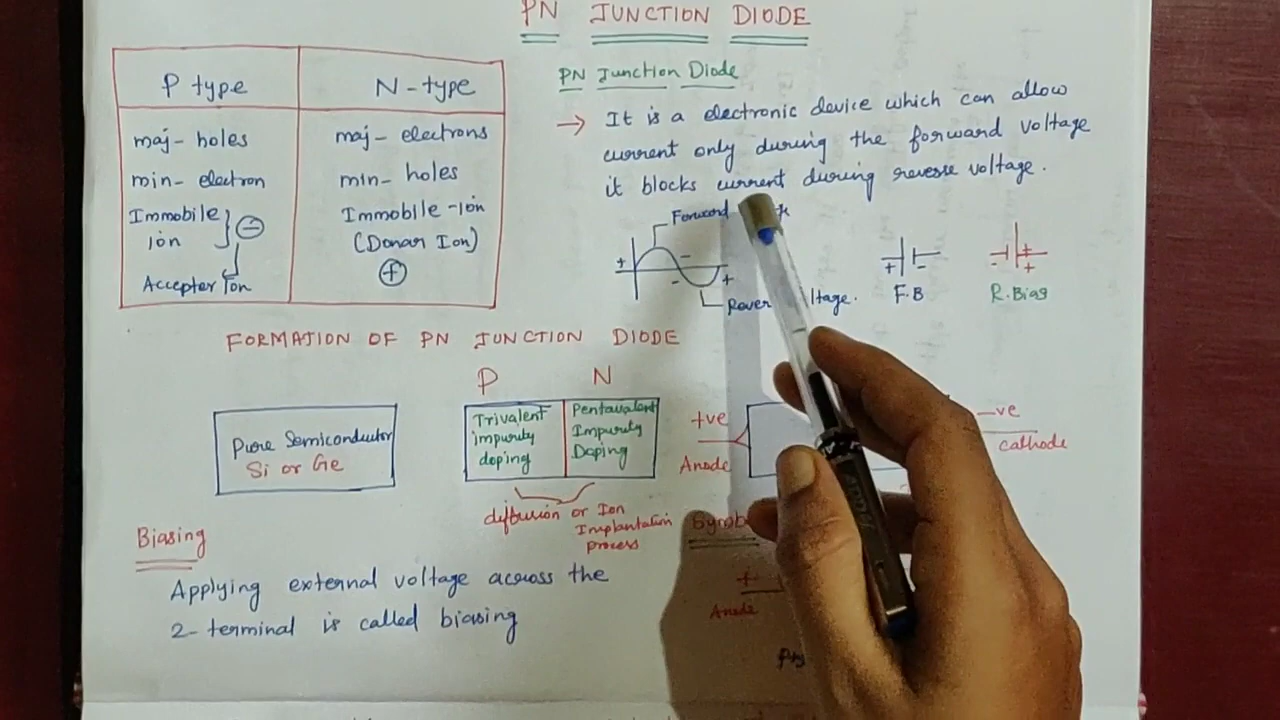 PN JUNCTION DIODE
P type
N-type
maj- holes
maj- electrons
min- electron
min- holes
Immobile
ion
-
Immobile-ion
(Donar Ion)
Accepter Ion
+
PN Junction Diode
→ It is a electronic device which can allow
current only during the forward voltage
it blocks current during reverse voltage.
Forward
+
-
-
+
ltage.
+ -
F.B
- +
+
R.Bias
FORMATION OF PN JUNCTION DIODE
P
N
Pure Semiconductor
Si or Ge
Trivalent
impurity
doping
Pentavalent
Impurity
Doping
diffusion or Ion
Implantation
process
+ve
Anode
-ve
cathode
Biasing
Applying external voltage across the
2- terminal is called biasing
+
Anode